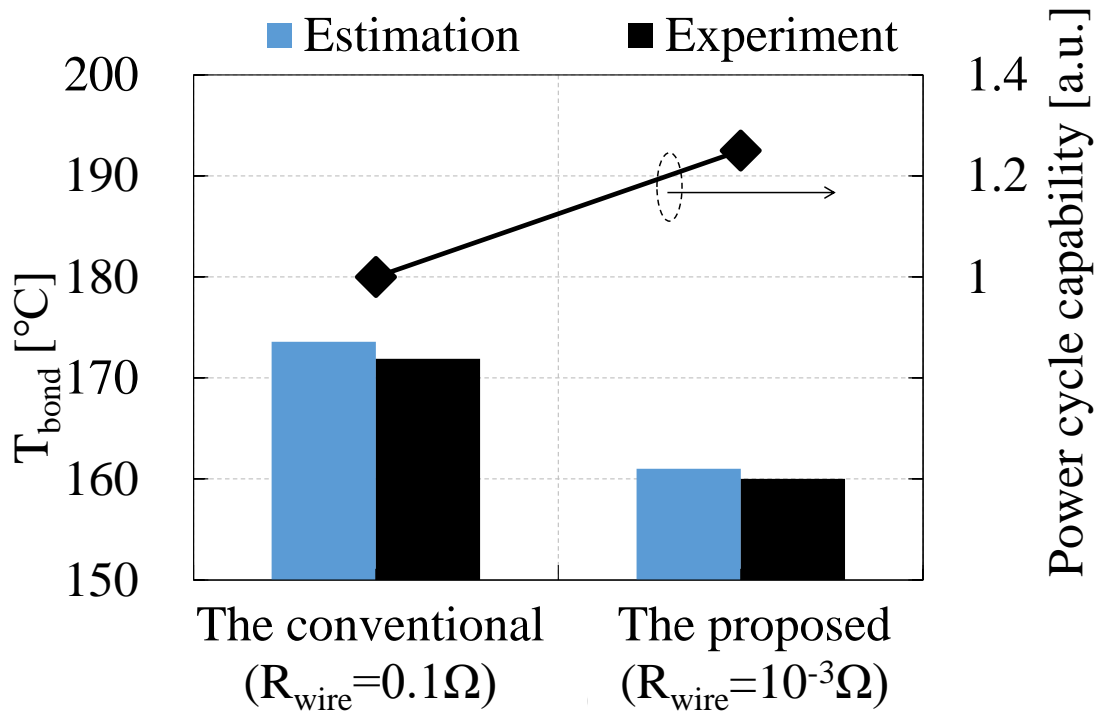 Estimation
Experiment
200
190
180
170
160
150
T_bond [°C]
1.4
1.2
1
Power cycle capability [a.u.]
The conventional
(R_wire=0.1Ω)
The proposed
(R_wire=10^-3Ω)